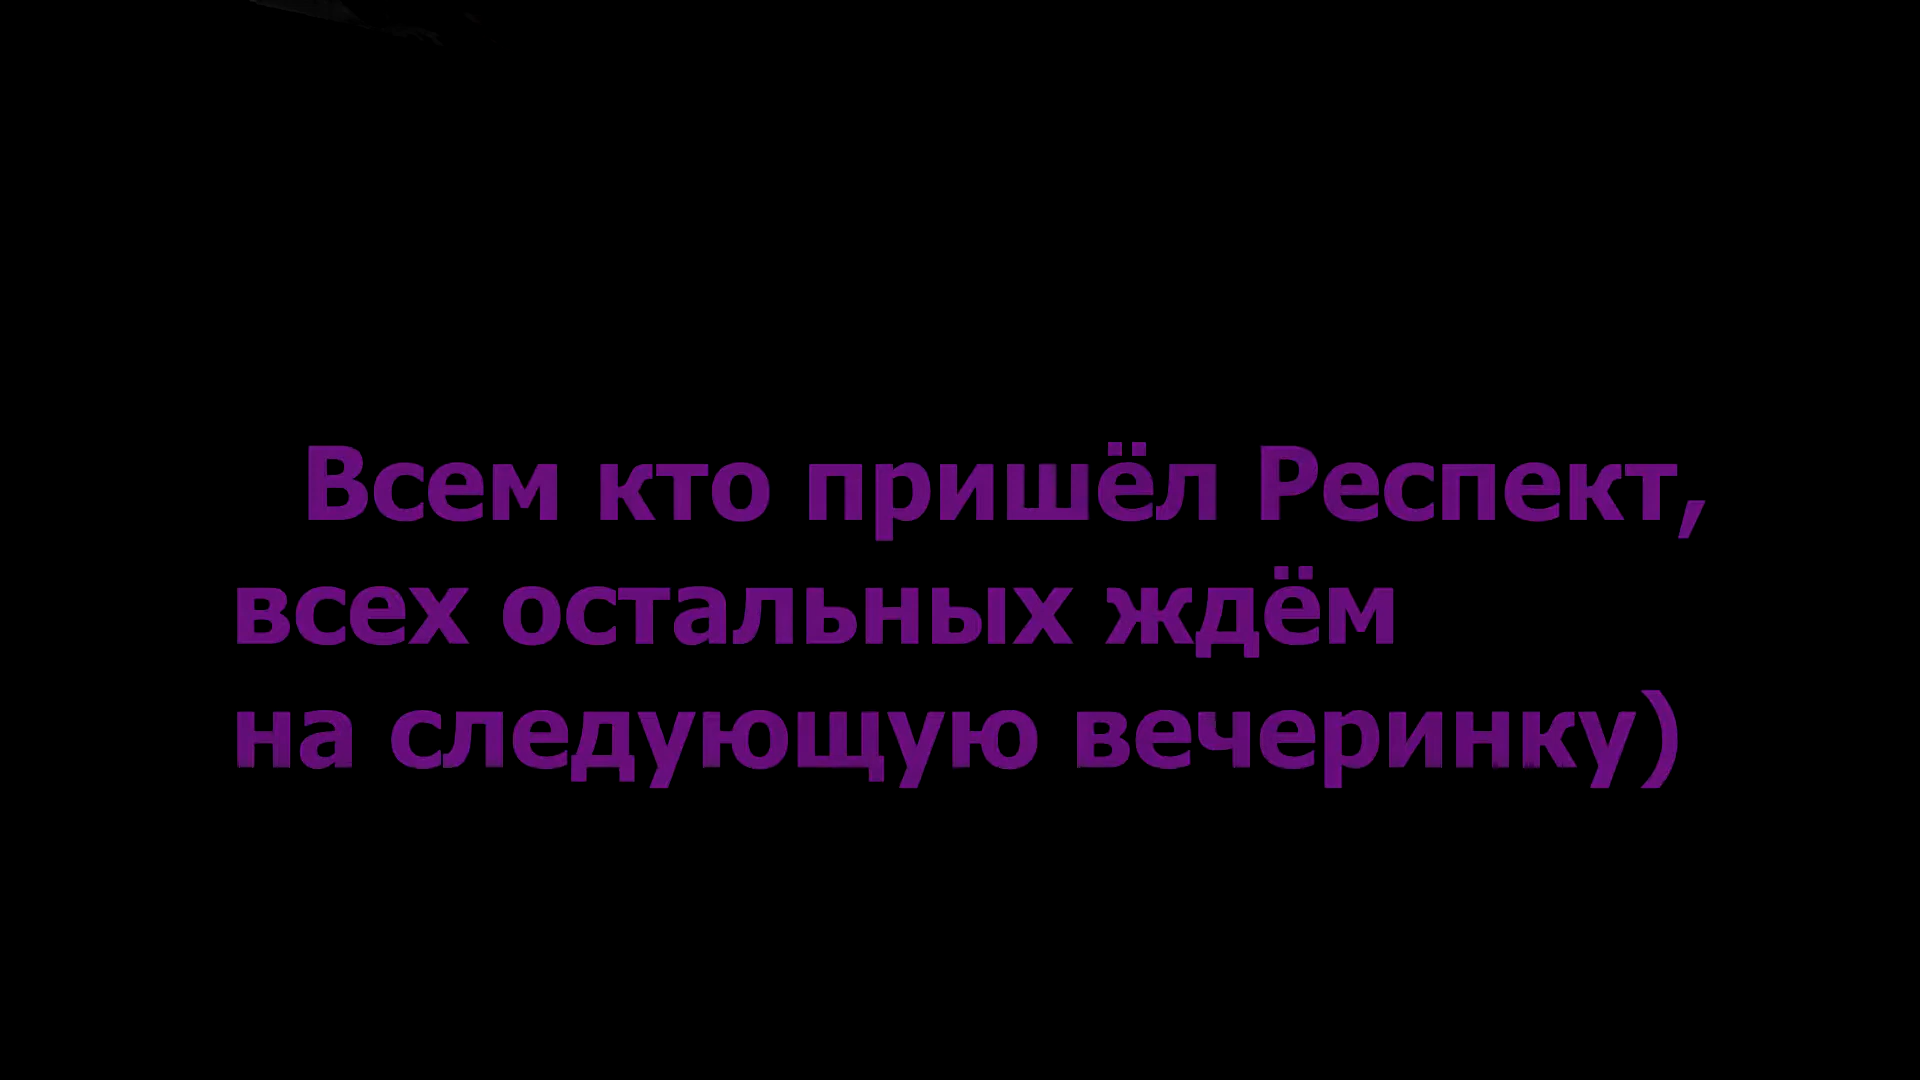 Всем кто пришёл Респект,
всех остальных ждём
на следующую вечеринку)